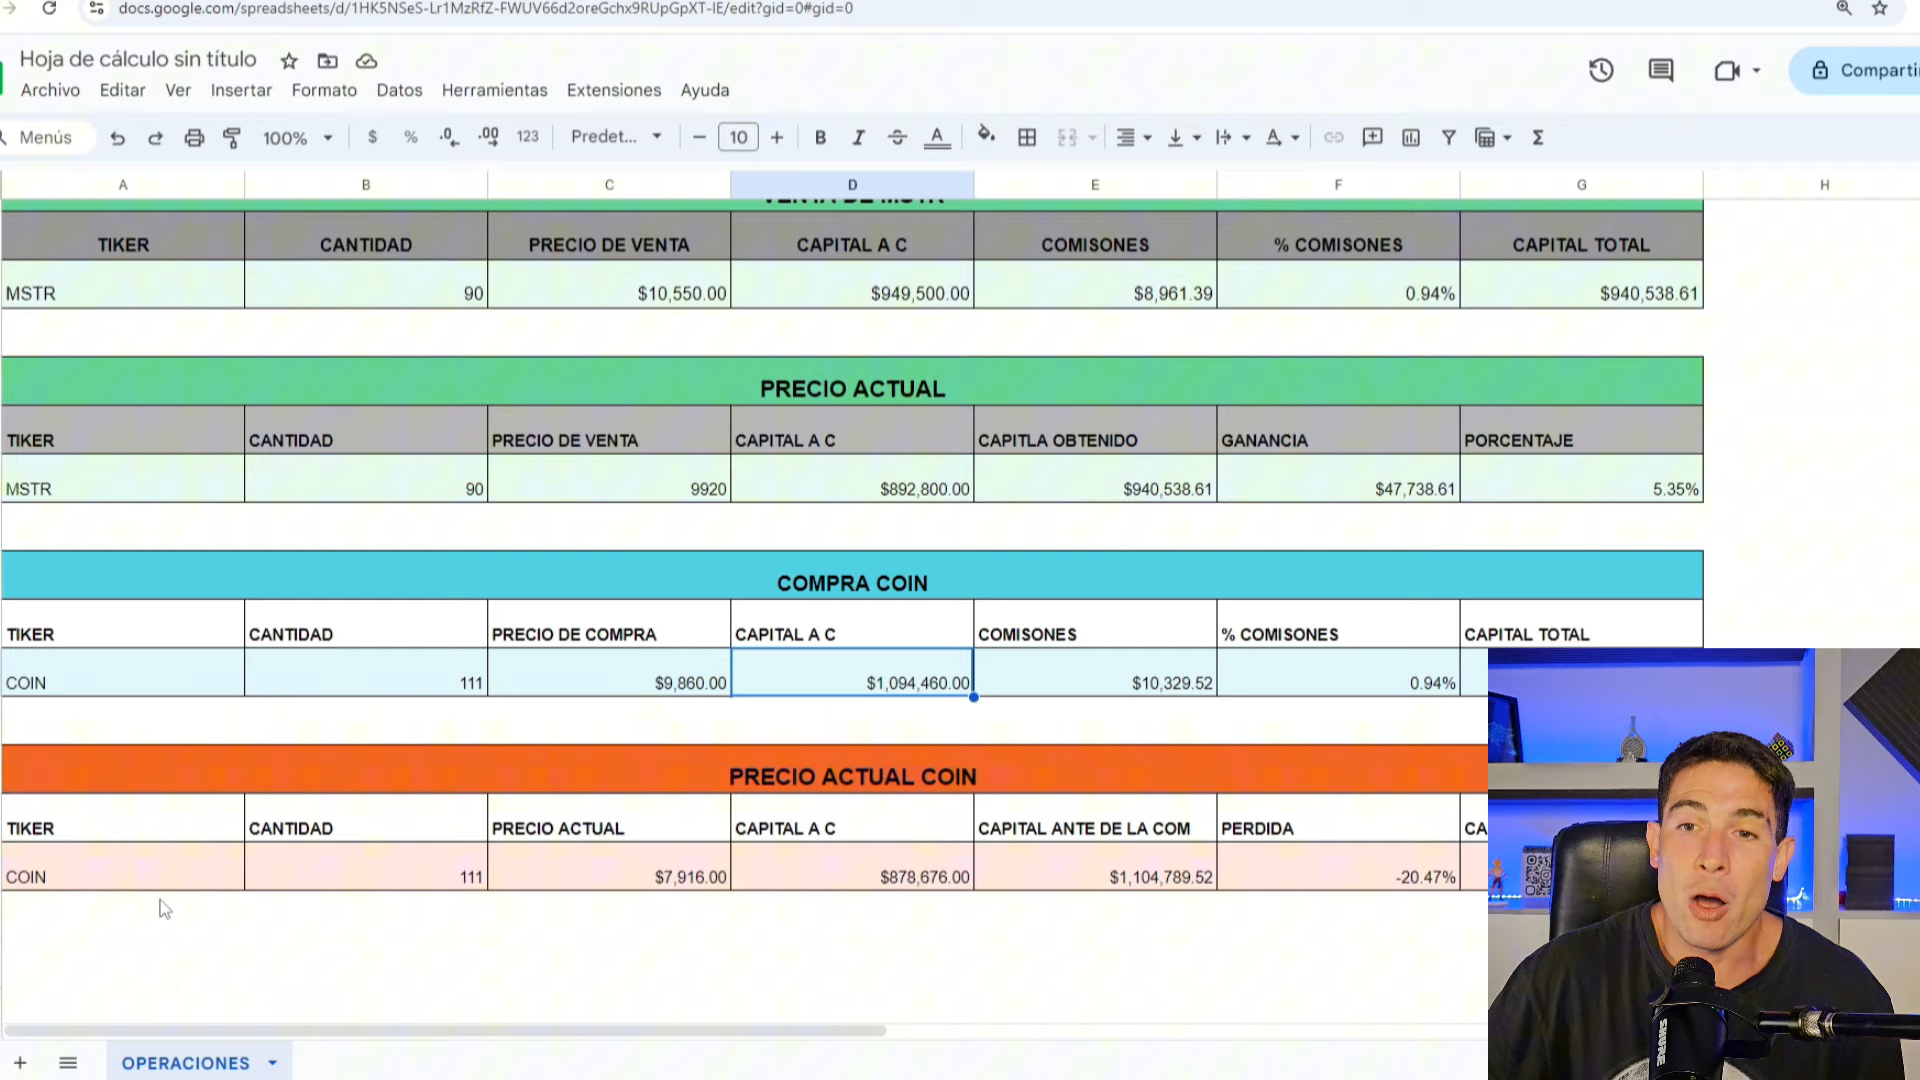 docs.google.com/spreadsheets/d/1HK5NSeS-Lr1MzRfZ-FWUV66d2oreGchx9RUpGpXT-IE/edit?gid=0#gid=0
Hoja de cálculo sin título
Archivo Editar Ver Insertar Formato Datos Herramientas Extensiones Ayuda
Compartir
Menús 100% $ % .0 .00 123 Predet... 10 B I A Σ
A B C D E F G H
VENTA DE MSTR
TIKER CANTIDAD PRECIO DE VENTA CAPITAL A C COMISONES % COMISONES CAPITAL TOTAL
MSTR 90 $10,550.00 $949,500.00 $8,961.39 0.94% $940,538.61
PRECIO ACTUAL
TIKER CANTIDAD PRECIO DE VENTA CAPITAL A C CAPITLA OBTENIDO GANANCIA PORCENTAJE
MSTR 90 9920 $892,800.00 $940,538.61 $47,738.61 5.35%
COMPRA COIN
TIKER CANTIDAD PRECIO DE COMPRA CAPITAL A C COMISONES % COMISONES CAPITAL TOTAL
COIN 111 $9,860.00 $1,094,460.00 $10,329.52 0.94%
PRECIO ACTUAL COIN
TIKER CANTIDAD PRECIO ACTUAL CAPITAL A C CAPITAL ANTE DE LA COM PERDIDA CA
COIN 111 $7,916.00 $878,676.00 $1,104,789.52 -20.47%
OPERACIONES
SHURE